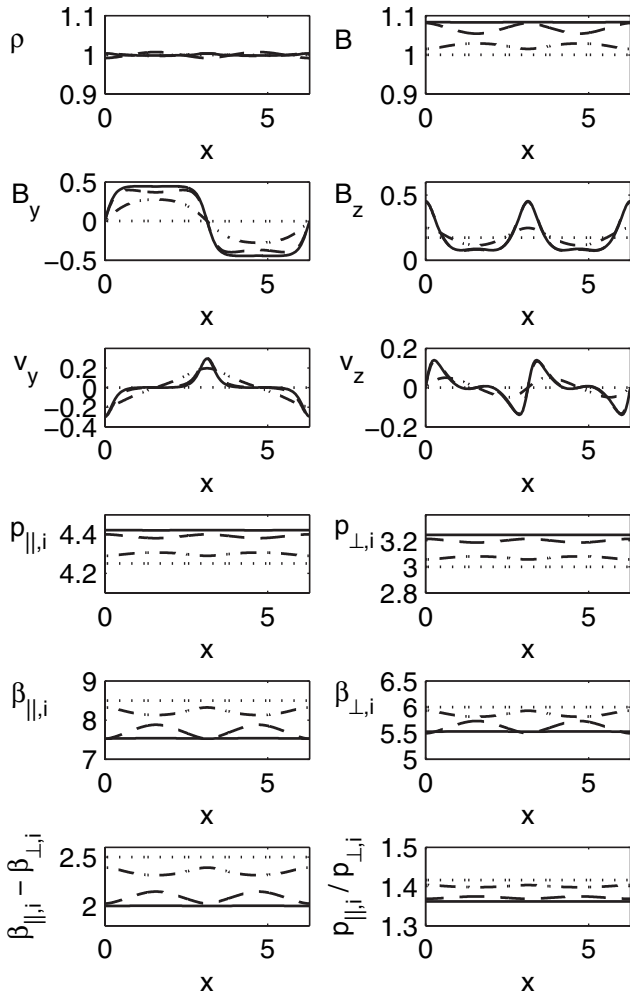 ρ
1.1
1
0.9
0 5
x
B
1.1
1
0.9
0 5
x
B_y
0.5
0
−0.5
0 5
x
B_z
0.5
0
0 5
x
v_y
0.2
0
−0.2
−0.4
0 5
x
v_z
0.2
0
−0.2
0 5
x
p_||,i
4.4
4.2
0 5
x
p_⊥,i
3.2
3
2.8
0 5
x
β_||,i
9
8
7
0 5
x
β_⊥,i
6.5
6
5.5
5
0 5
x
β_||,i − β_⊥,i
2.5
2
0 5
x
p_||,i / p_⊥,i
1.5
1.4
1.3
0 5
x